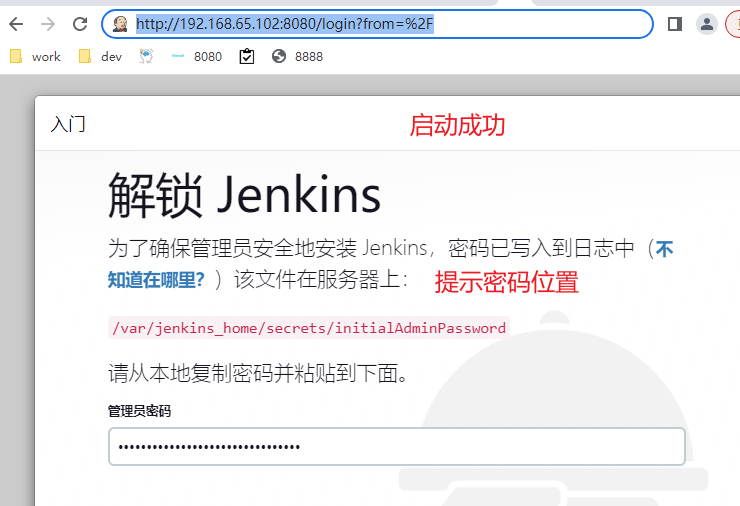 http://192.168.65.102:8080/login?from=%2F
work dev 8080 8888
入门
启动成功
解锁 Jenkins
为了确保管理员安全地安装 Jenkins，密码已写入到日志中（不
知道在哪里？）该文件在服务器上：
提示密码位置
/var/jenkins_home/secrets/initialAdminPassword
请从本地复制密码并粘贴到下面。
管理员密码
••••••••••••••••••••••••••••••••